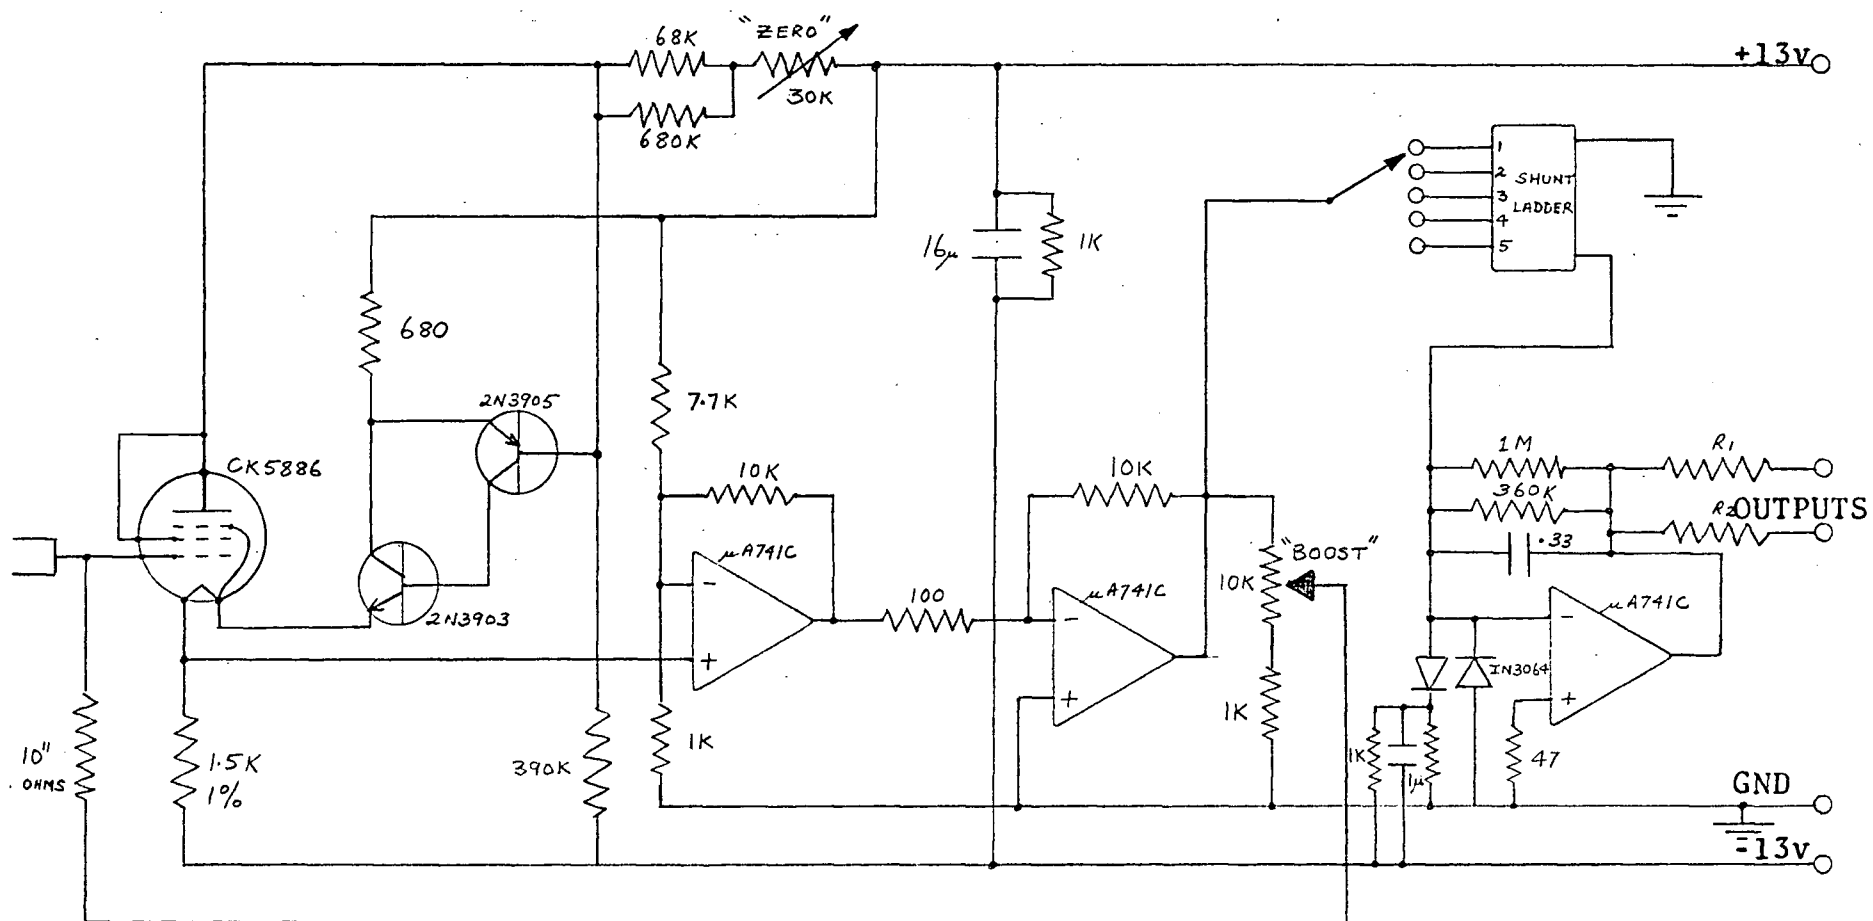 "ZERO"
68K
30K
680K
+13v
1
2
3
4
5
SHUNT
LADDER
16μ
1K
680
2N3905
7.7K
CK5886
10K
10K
1M
R1
360K
R2
OUTPUTS
.33
μA741C
"BOOST"
10K
μA741C
μA741C
100
2N3903
-
+
-
+
-
+
IN3064
10"
OHMS
1.5K
1%
390K
1K
1K
1K
1μ
47
GND
-13v